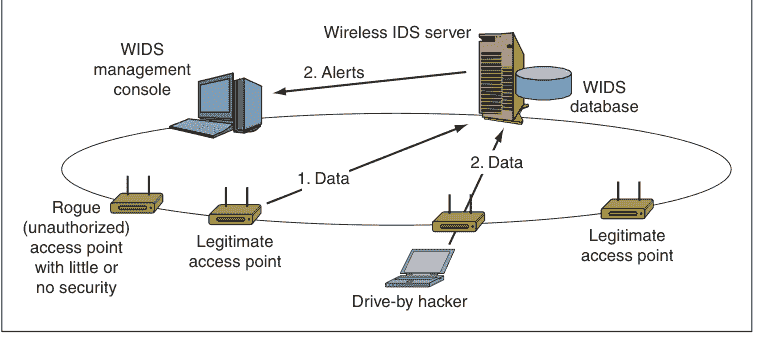 Wireless IDS server
WIDS
management
console
2. Alerts
WIDS
database
1. Data
2. Data
Rogue
(unauthorized)
access point
with little or
no security
Legitimate
access point
Legitimate
access point
Drive-by hacker